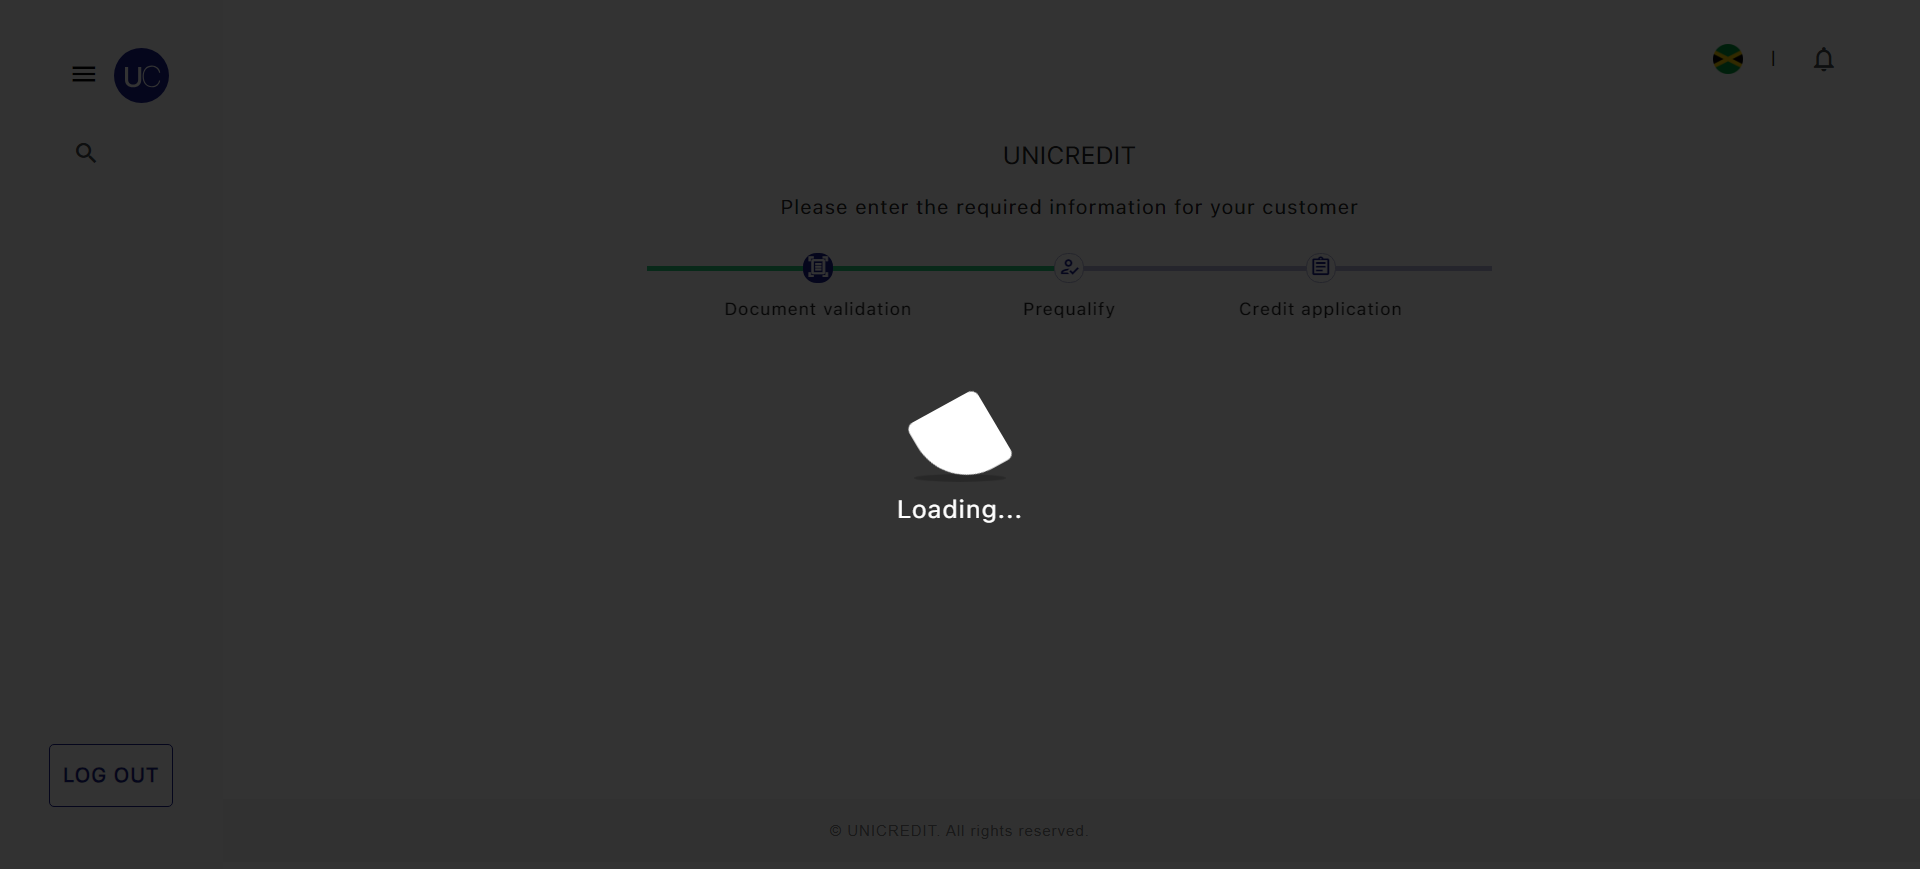 UC
UNICREDIT
Please enter the required information for your customer
Document validation
Prequalify
Credit application
Loading...
LOG OUT
© UNICREDIT. All rights reserved.